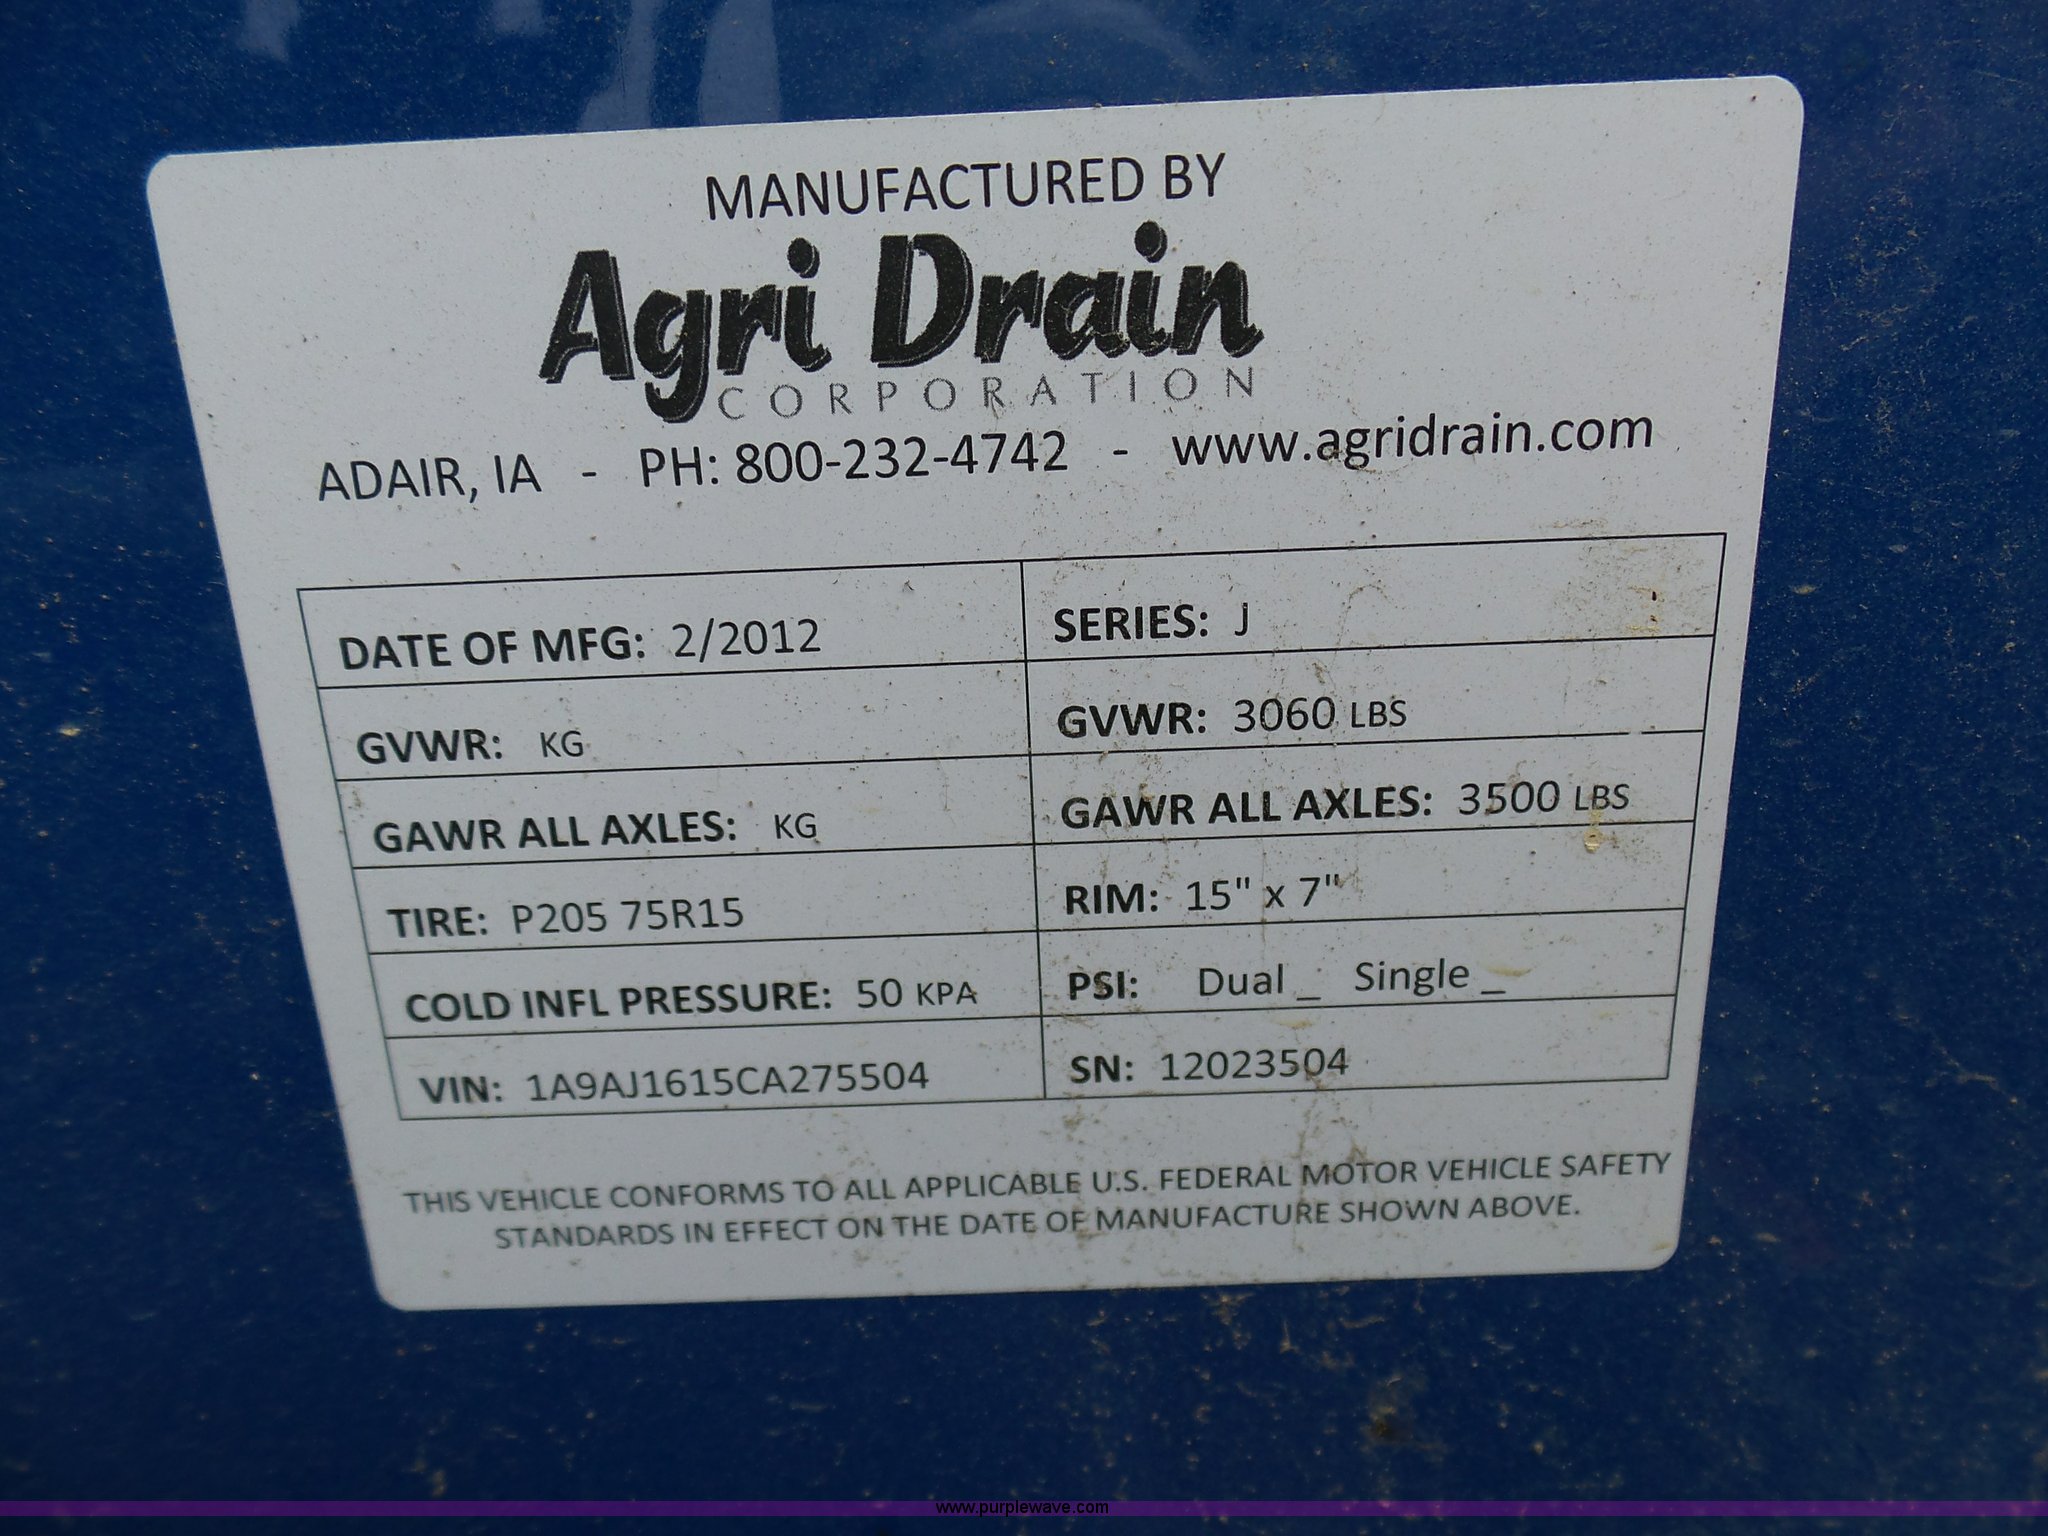 MANUFACTURED BY
Agri Drain
CORPORATION
ADAIR, IA - PH: 800-232-4742 - www.agridrain.com
DATE OF MFG: 2/2012 SERIES: J
GVWR: KG GVWR: 3060 LBS
GAWR ALL AXLES: KG GAWR ALL AXLES: 3500 LBS
TIRE: P205 75R15 RIM: 15" x 7"
COLD INFL PRESSURE: 50 KPA PSI: Dual _ Single _
VIN: 1A9AJ1615CA275504 SN: 12023504
THIS VEHICLE CONFORMS TO ALL APPLICABLE U.S. FEDERAL MOTOR VEHICLE SAFETY
STANDARDS IN EFFECT ON THE DATE OF MANUFACTURE SHOWN ABOVE.
www.purplewave.com